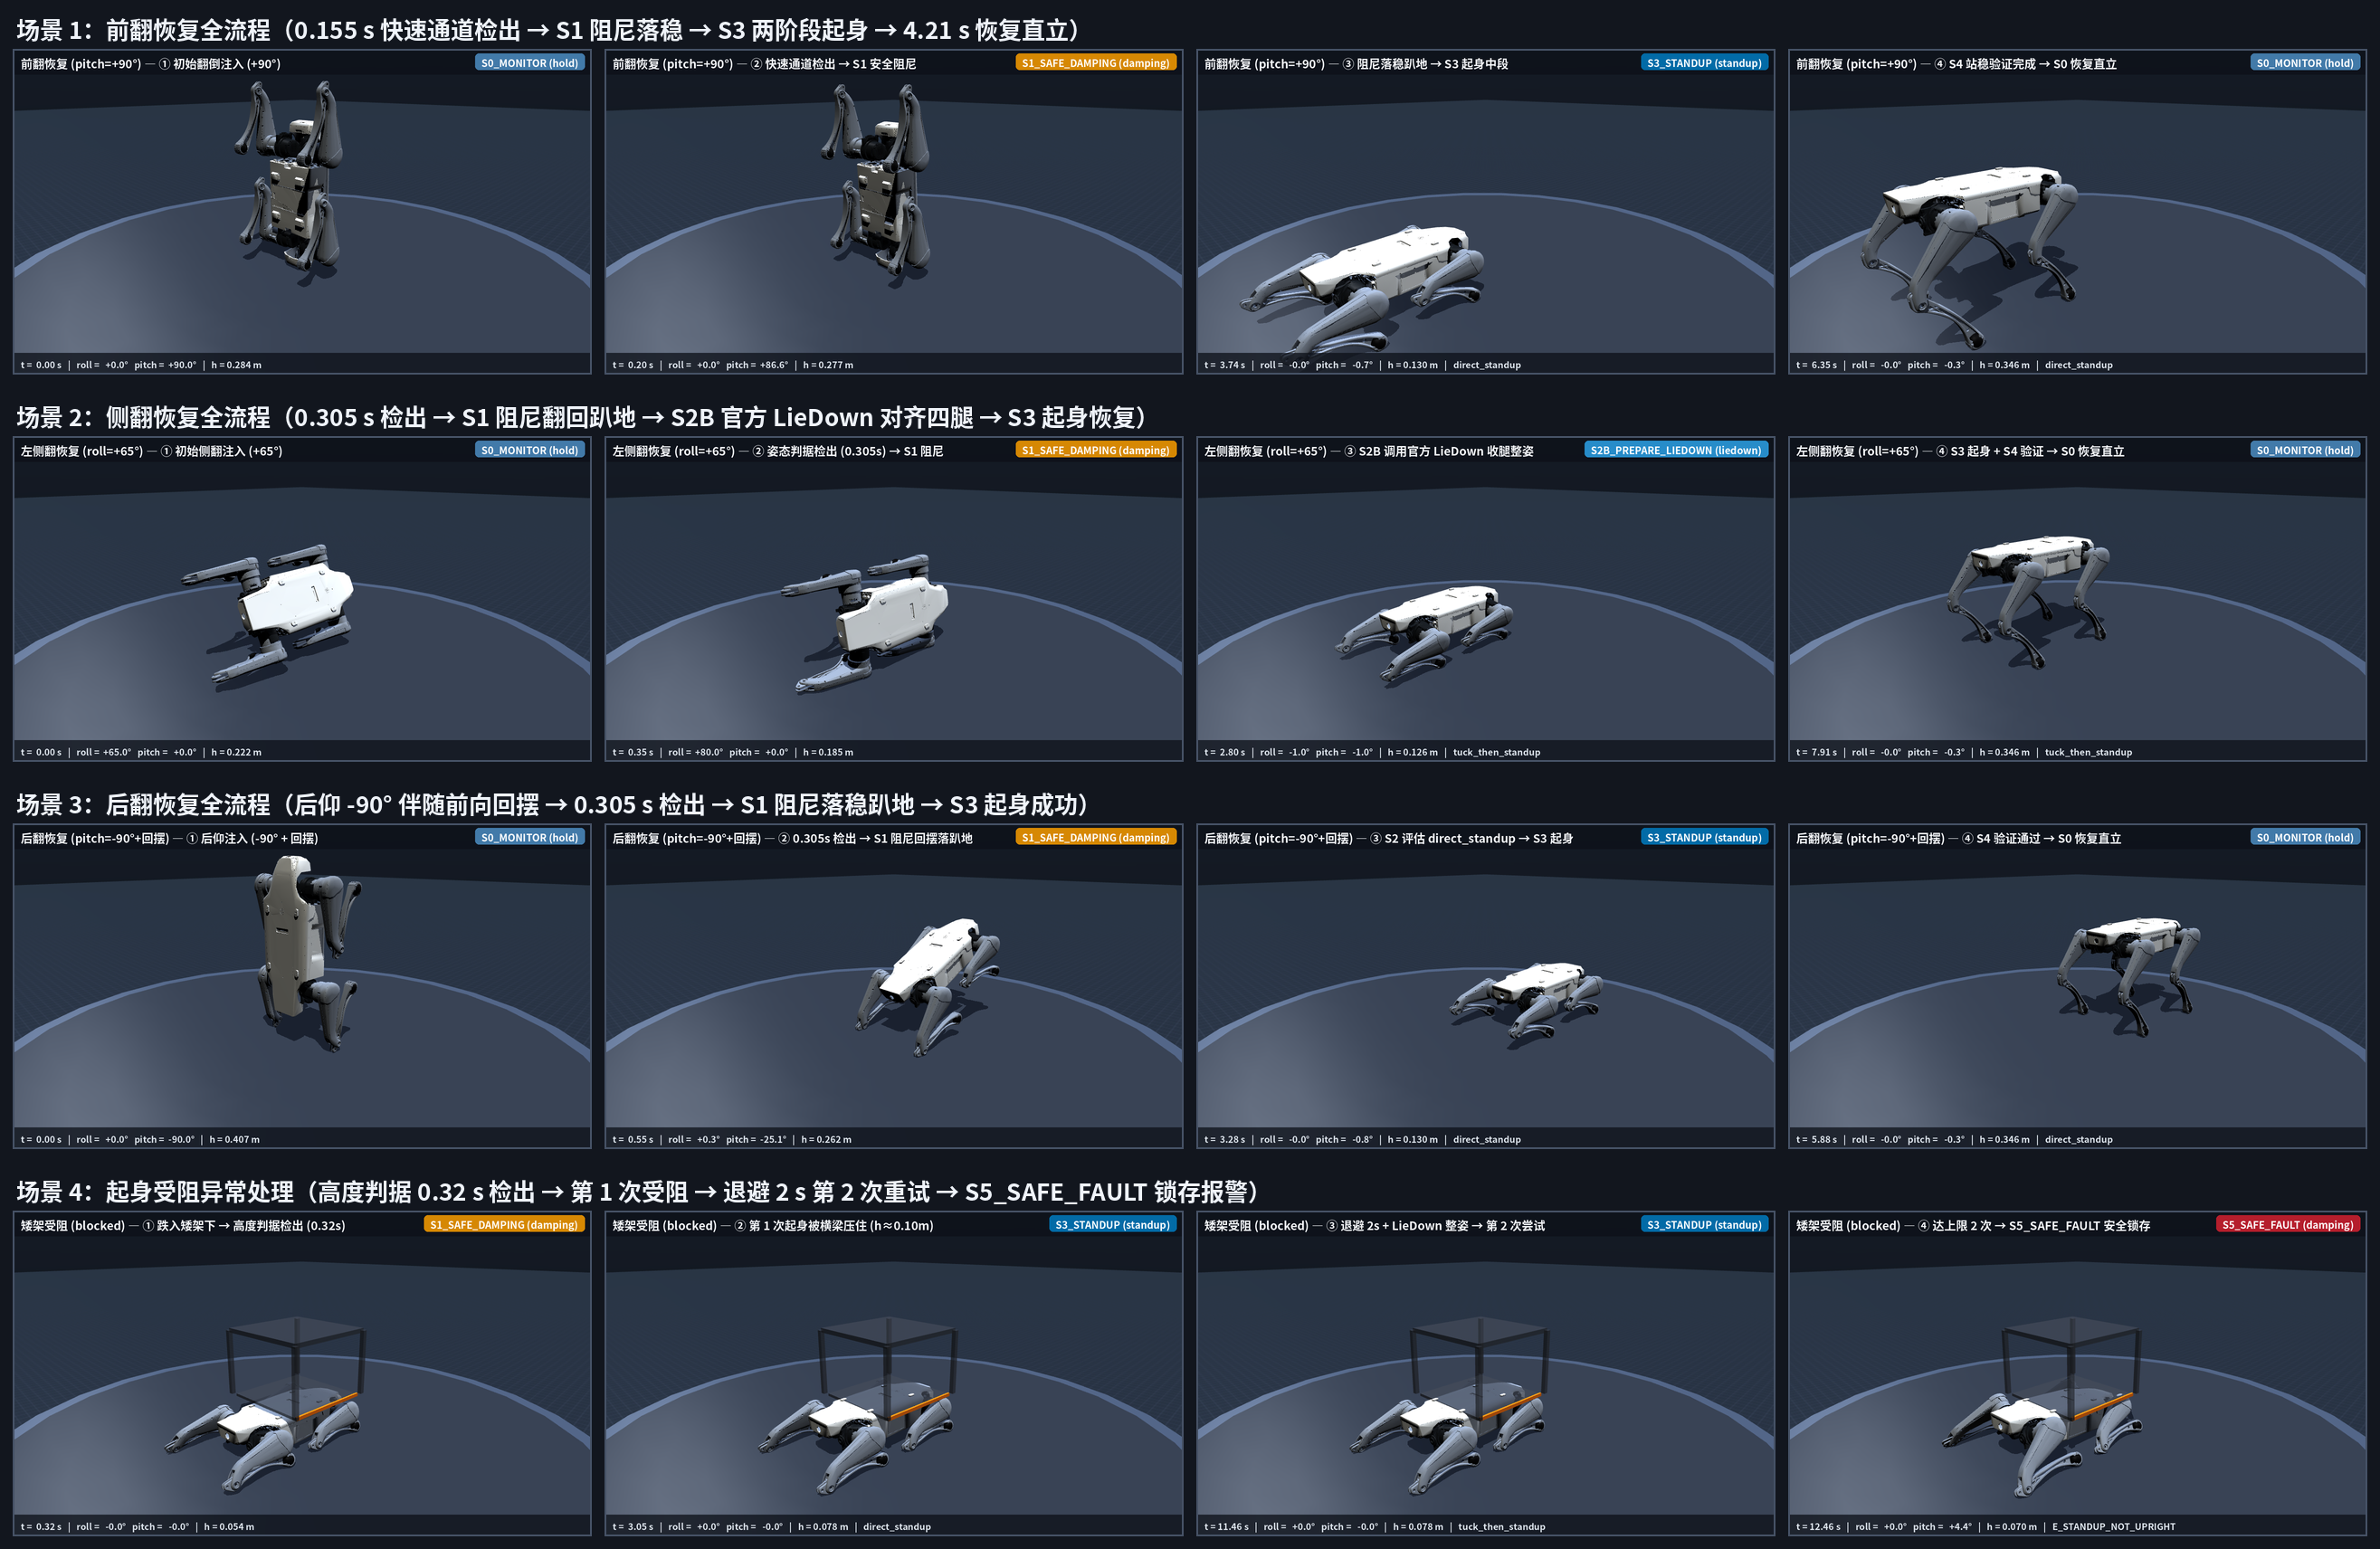 场景 1：前翻恢复全流程（0.155 s 快速通道检出 → S1 阻尼落稳 → S3 两阶段起身 → 4.21 s 恢复直立）
前翻恢复 (pitch=+90°) — ① 初始翻倒注入 (+90°)
S0_MONITOR (hold)
t = 0.00 s | roll = +0.0° pitch = +90.0° | h = 0.284 m
前翻恢复 (pitch=+90°) — ② 快速通道检出 → S1 安全阻尼
S1_SAFE_DAMPING (damping)
t = 0.20 s | roll = +0.0° pitch = +86.6° | h = 0.277 m
前翻恢复 (pitch=+90°) — ③ 阻尼落稳趴地 → S3 起身中段
S3_STANDUP (standup)
t = 3.74 s | roll = -0.0° pitch = -0.7° | h = 0.130 m | direct_standup
前翻恢复 (pitch=+90°) — ④ S4 站稳验证完成 → S0 恢复直立
S0_MONITOR (hold)
t = 6.35 s | roll = -0.0° pitch = -0.3° | h = 0.346 m | direct_standup
场景 2：侧翻恢复全流程（0.305 s 检出 → S1 阻尼翻回趴地 → S2B 官方 LieDown 对齐四腿 → S3 起身恢复）
左侧翻恢复 (roll=+65°) — ① 初始侧翻注入 (+65°)
S0_MONITOR (hold)
t = 0.00 s | roll = +65.0° pitch = +0.0° | h = 0.222 m
左侧翻恢复 (roll=+65°) — ② 姿态判据检出 (0.305s) → S1 阻尼
S1_SAFE_DAMPING (damping)
t = 0.35 s | roll = +80.0° pitch = +0.0° | h = 0.185 m
左侧翻恢复 (roll=+65°) — ③ S2B 调用官方 LieDown 收腿整姿
S2B_PREPARE_LIEDOWN (liedown)
t = 2.80 s | roll = -1.0° pitch = -1.0° | h = 0.126 m | tuck_then_standup
左侧翻恢复 (roll=+65°) — ④ S3 起身 + S4 验证 → S0 恢复直立
S0_MONITOR (hold)
t = 7.91 s | roll = -0.0° pitch = -0.3° | h = 0.346 m | tuck_then_standup
场景 3：后翻恢复全流程（后仰 -90° 伴随前向回摆 → 0.305 s 检出 → S1 阻尼落稳趴地 → S3 起身成功）
后翻恢复 (pitch=-90°+回摆) — ① 后仰注入 (-90° + 回摆)
S0_MONITOR (hold)
t = 0.00 s | roll = +0.0° pitch = -90.0° | h = 0.407 m
后翻恢复 (pitch=-90°+回摆) — ② 0.305s 检出 → S1 阻尼回摆落趴地
S1_SAFE_DAMPING (damping)
t = 0.55 s | roll = +0.3° pitch = -25.1° | h = 0.262 m
后翻恢复 (pitch=-90°+回摆) — ③ S2 评估 direct_standup → S3 起身
S3_STANDUP (standup)
t = 3.28 s | roll = -0.0° pitch = -0.8° | h = 0.130 m | direct_standup
后翻恢复 (pitch=-90°+回摆) — ④ S4 验证通过 → S0 恢复直立
S0_MONITOR (hold)
t = 5.88 s | roll = -0.0° pitch = -0.3° | h = 0.346 m | direct_standup
场景 4：起身受阻异常处理（高度判据 0.32 s 检出 → 第 1 次受阻 → 退避 2 s 第 2 次重试 → S5_SAFE_FAULT 锁存报警）
矮架受阻 (blocked) — ① 跌入矮架下 → 高度判据检出 (0.32s)
S1_SAFE_DAMPING (damping)
t = 0.32 s | roll = -0.0° pitch = -0.0° | h = 0.054 m
矮架受阻 (blocked) — ② 第 1 次起身被横梁压住 (h≈0.10m)
S3_STANDUP (standup)
t = 3.05 s | roll = +0.0° pitch = -0.0° | h = 0.078 m | direct_standup
矮架受阻 (blocked) — ③ 退避 2s + LieDown 整姿 → 第 2 次尝试
S3_STANDUP (standup)
t = 11.46 s | roll = +0.0° pitch = -0.0° | h = 0.078 m | tuck_then_standup
矮架受阻 (blocked) — ④ 达上限 2 次 → S5_SAFE_FAULT 安全锁存
S5_SAFE_FAULT (damping)
t = 12.46 s | roll = +0.0° pitch = +4.4° | h = 0.070 m | E_STANDUP_NOT_UPRIGHT